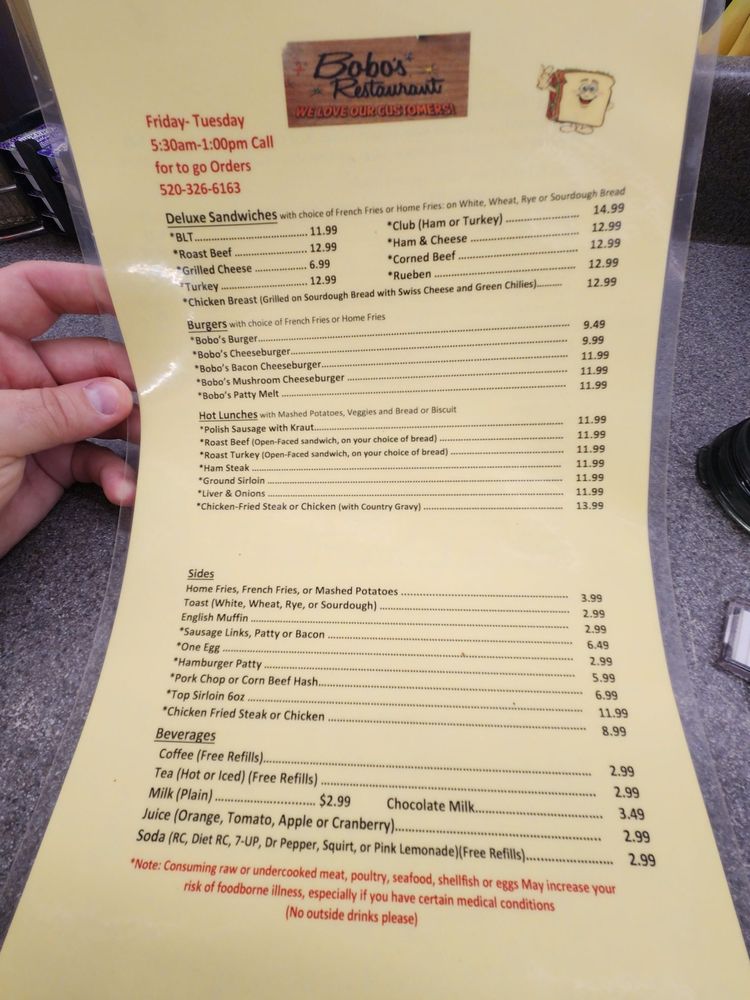 Bobo's
Restaurant
WE LOVE OUR CUSTOMERS!
Friday- Tuesday
5:30am-1:00pm Call
for to go Orders
520-326-6163
Deluxe Sandwiches with choice of French Fries or Home Fries: on White, Wheat, Rye or Sourdough Bread
*BLT 11.99
*Roast Beef 12.99
*Grilled Cheese 6.99
*Turkey 12.99
*Club (Ham or Turkey) 14.99
*Ham & Cheese 12.99
*Corned Beef 12.99
*Rueben 12.99
*Chicken Breast (Grilled on Sourdough Bread with Swiss Cheese and Green Chilies) 12.99
Burgers with choice of French Fries or Home Fries
*Bobo's Burger 9.49
*Bobo's Cheeseburger 9.99
*Bobo's Bacon Cheeseburger 11.99
*Bobo's Mushroom Cheeseburger 11.99
*Bobo's Patty Melt 11.99
Hot Lunches with Mashed Potatoes, Veggies and Bread or Biscuit
*Polish Sausage with Kraut 11.99
*Roast Beef (Open-Faced sandwich, on your choice of bread) 11.99
*Roast Turkey (Open-Faced sandwich, on your choice of bread) 11.99
*Ham Steak 11.99
*Ground Sirloin 11.99
*Liver & Onions 11.99
*Chicken-Fried Steak or Chicken (with Country Gravy) 13.99
Sides
Home Fries, French Fries, or Mashed Potatoes 3.99
Toast (White, Wheat, Rye, or Sourdough) 2.99
English Muffin 2.99
*Sausage Links, Patty or Bacon 6.49
*One Egg 2.99
*Hamburger Patty 5.99
*Pork Chop or Corn Beef Hash 6.99
*Top Sirloin 6oz 11.99
*Chicken Fried Steak or Chicken 8.99
Beverages
Coffee (Free Refills) 2.99
Tea (Hot or Iced) (Free Refills) 2.99
Milk (Plain) $2.99 Chocolate Milk 3.49
Juice (Orange, Tomato, Apple or Cranberry) 2.99
Soda (RC, Diet RC, 7-UP, Dr Pepper, Squirt, or Pink Lemonade)(Free Refills) 2.99
*Note: Consuming raw or undercooked meat, poultry, seafood, shellfish or eggs May increase your
risk of foodborne illness, especially if you have certain medical conditions
(No outside drinks please)